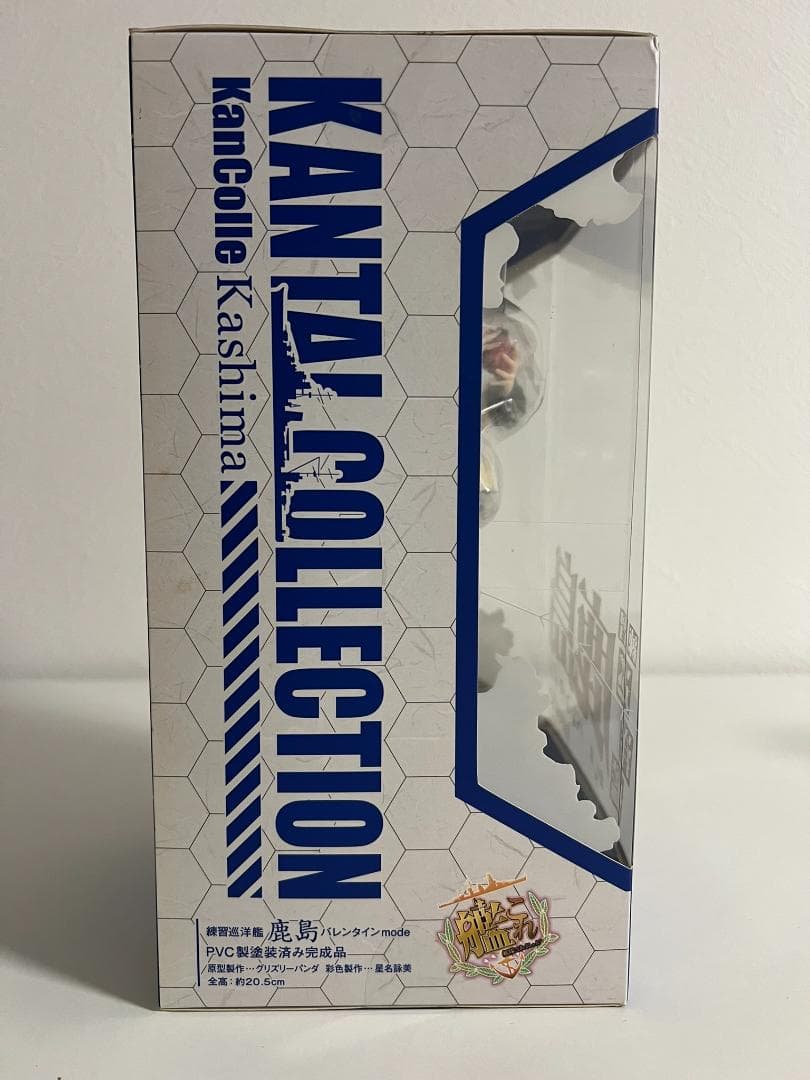 KANTAI COLLECTION
KanColle Kashima
練習巡洋艦 鹿島 バレンタインmode
PVC製塗装済み完成品
原型製作…グリズリーパンダ 彩色製作…星名詠美
全高:約20.5cm
艦これ